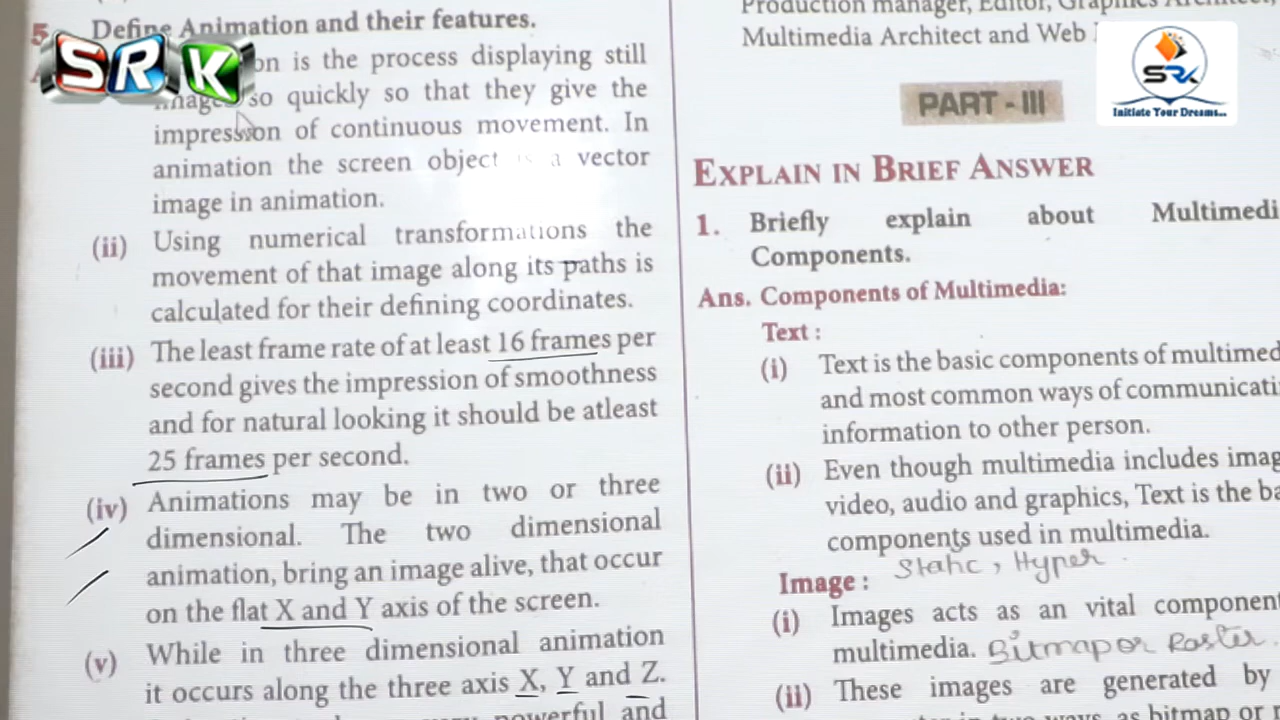 5. Define Animation and their features.
is the process displaying still
images so quickly so that they give the
impression of continuous movement. In
animation the screen object is a vector
image in animation.
(ii) Using numerical transformations the
movement of that image along its paths is
calculated for their defining coordinates.
(iii) The least frame rate of at least 16 frames per
second gives the impression of smoothness
and for natural looking it should be atleast
25 frames per second.
(iv) Animations may be in two or three
dimensional. The two dimensional
animation, bring an image alive, that occur
on the flat X and Y axis of the screen.
(v) While in three dimensional animation
it occurs along the three axis X, Y and Z.
powerful and
SRK
Production manager, Editor, Graphics
Multimedia Architect and Web
SRK
Initiate Your Dreams...
PART - III
EXPLAIN IN BRIEF ANSWER
1. Briefly explain about Multimedi
Components.
Ans. Components of Multimedia:
Text :
(i) Text is the basic components of multimed
and most common ways of communicati
information to other person.
(ii) Even though multimedia includes imag
video, audio and graphics, Text is the ba
components used in multimedia.
Static, Hyper
Image :
(i) Images acts as an vital component
multimedia. Bitmap or Raster.
(ii) These images are generated by
in two ways, as bitmap or r